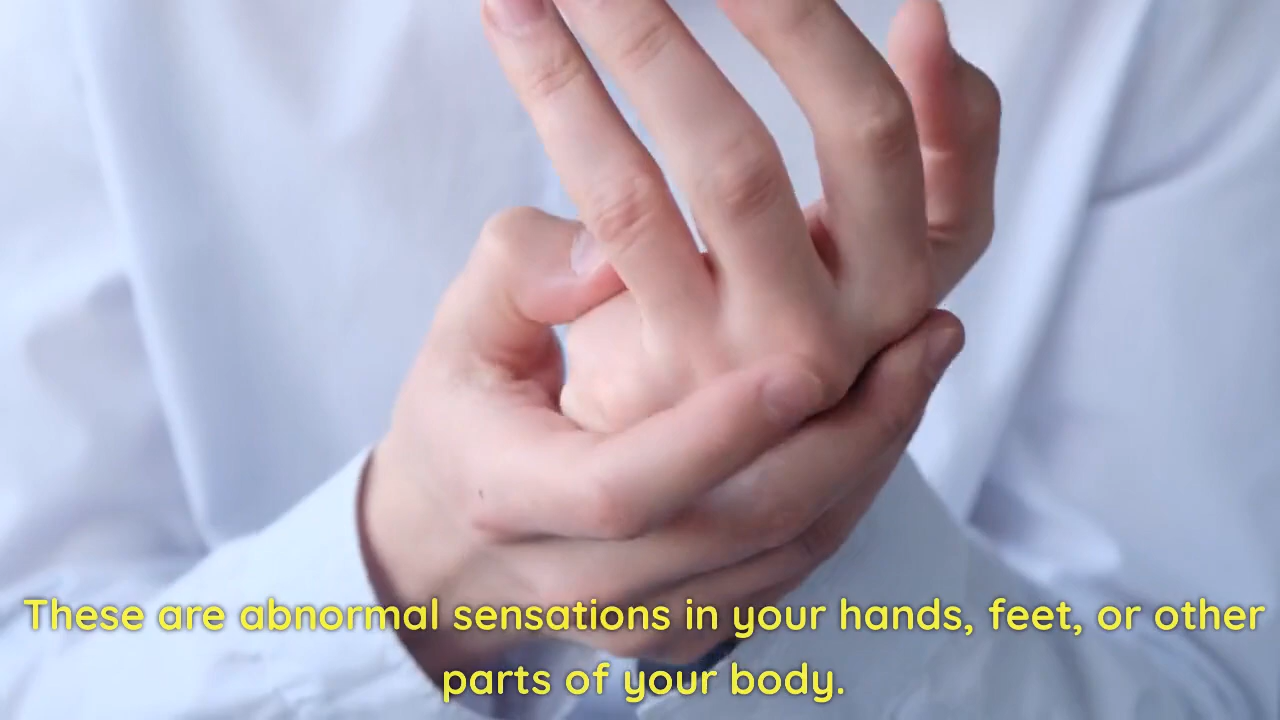 These are abnormal sensations in your hands, feet, or other
parts of your body.